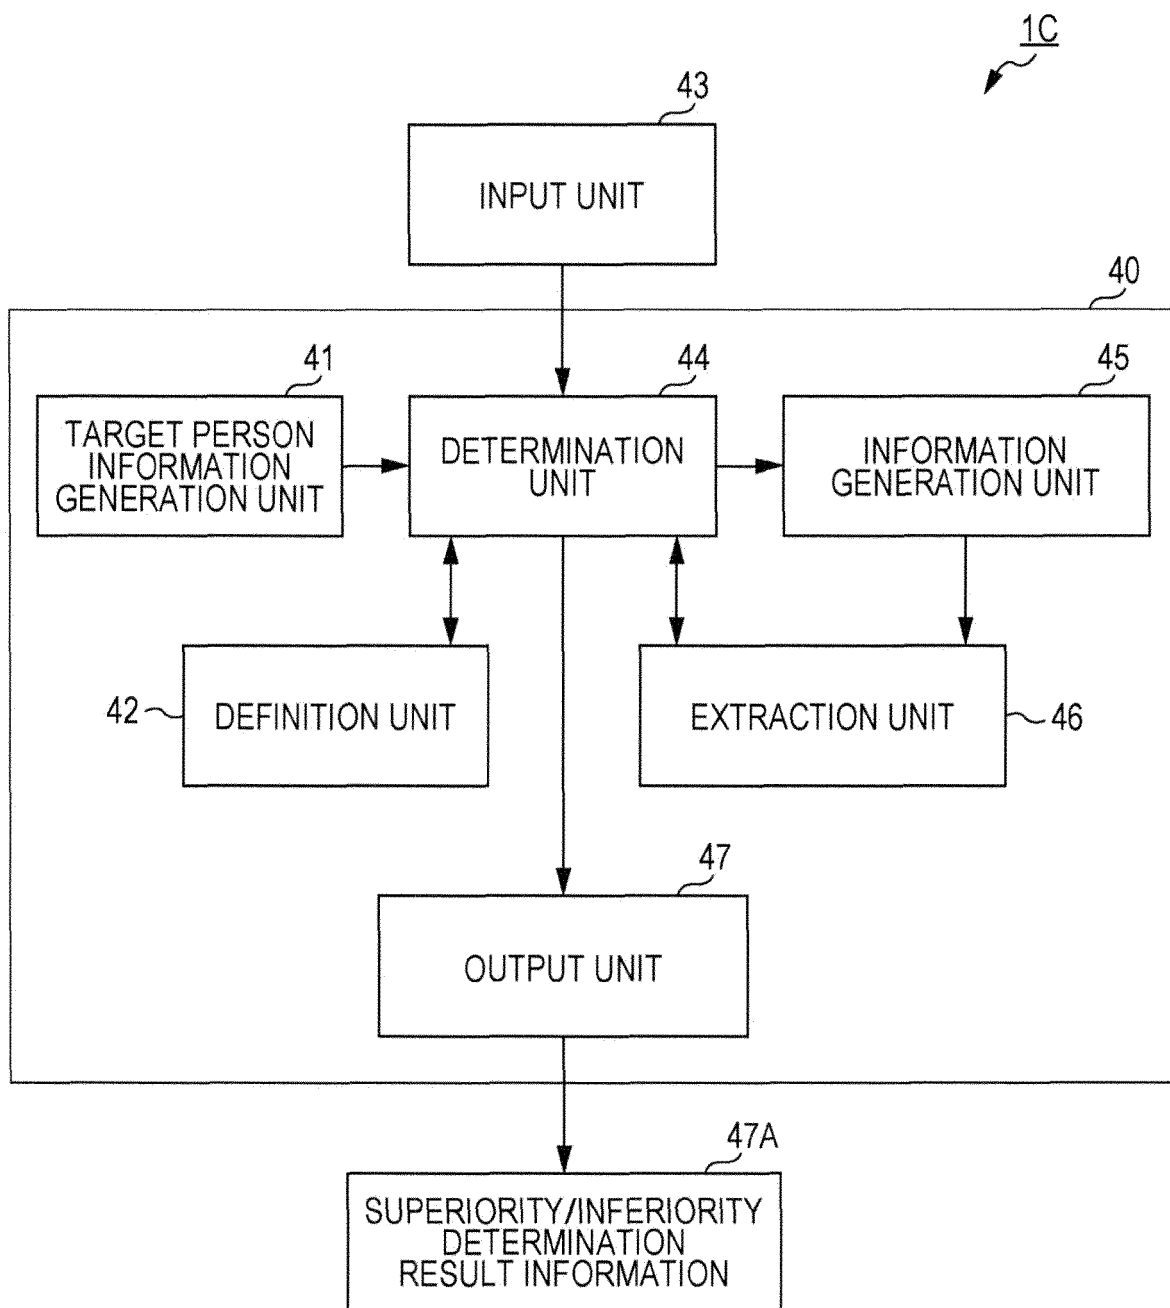 1C
43
INPUT UNIT
40
41
44
45
TARGET PERSON
INFORMATION
GENERATION UNIT
DETERMINATION
UNIT
INFORMATION
GENERATION UNIT
42
DEFINITION UNIT
EXTRACTION UNIT
46
47
OUTPUT UNIT
47A
SUPERIORITY/INFERIORITY
DETERMINATION
RESULT INFORMATION